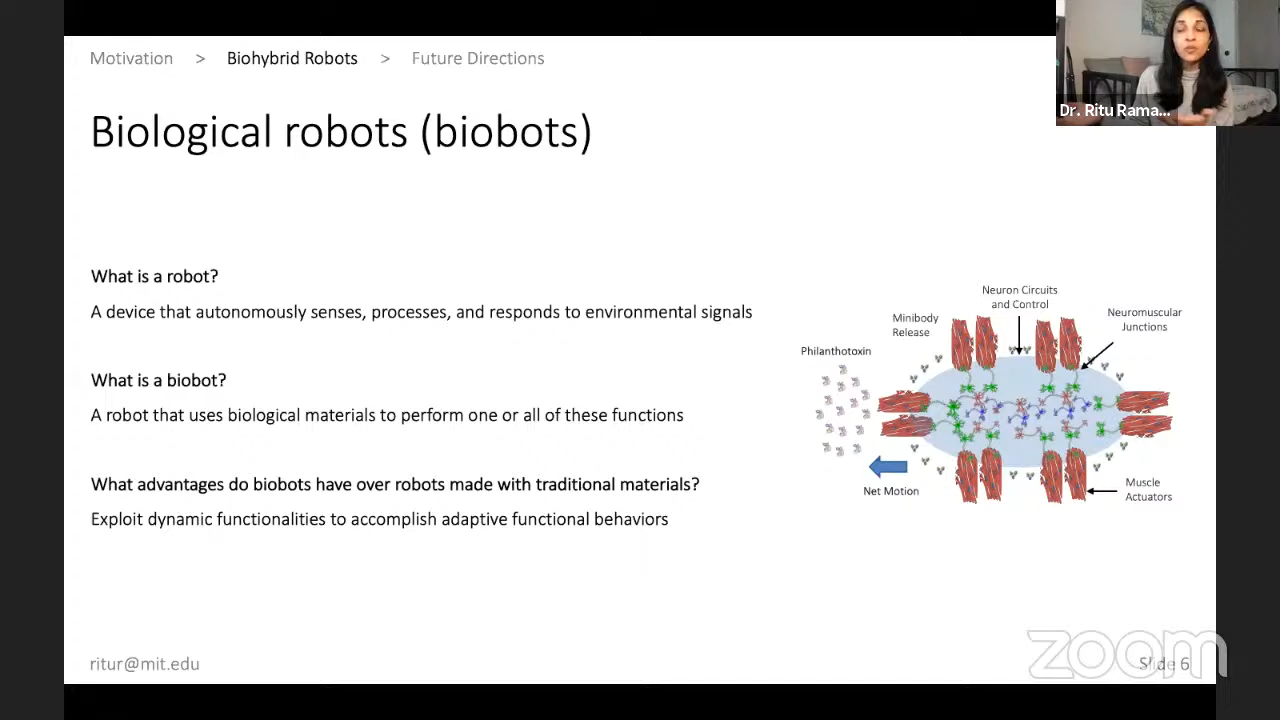 Motivation > Biohybrid Robots > Future Directions
Dr. Ritu Rama...
Biological robots (biobots)
What is a robot?
A device that autonomously senses, processes, and responds to environmental signals
What is a biobot?
A robot that uses biological materials to perform one or all of these functions
What advantages do biobots have over robots made with traditional materials?
Exploit dynamic functionalities to accomplish adaptive functional behaviors
Neuron Circuits
and Control
Minibody
Release
Neuromuscular
Junctions
Philanthotoxin
Net Motion
Muscle
Actuators
ritur@mit.edu
zoom
Slide 6